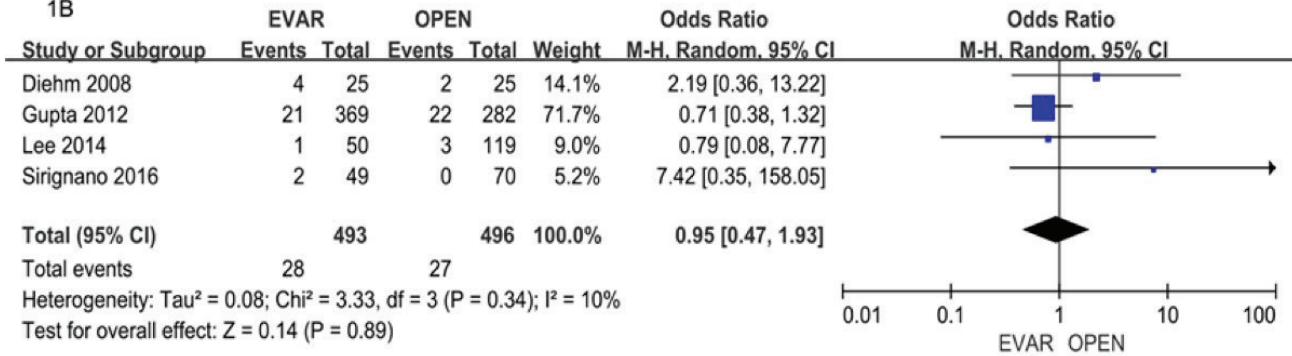 1B
EVAR OPEN Odds Ratio Odds Ratio
Study or Subgroup Events Total Events Total Weight M-H, Random, 95% CI M-H, Random, 95% CI
Diehm 2008 4 25 2 25 14.1% 2.19 [0.36, 13.22]
Gupta 2012 21 369 22 282 71.7% 0.71 [0.38, 1.32]
Lee 2014 1 50 3 119 9.0% 0.79 [0.08, 7.77]
Sirignano 2016 2 49 0 70 5.2% 7.42 [0.35, 158.05]
Total (95% CI) 493 496 100.0% 0.95 [0.47, 1.93]
Total events 28 27
Heterogeneity: Tau² = 0.08; Chi² = 3.33, df = 3 (P = 0.34); I² = 10%
Test for overall effect: Z = 0.14 (P = 0.89)
0.01 0.1 1 10 100
EVAR OPEN